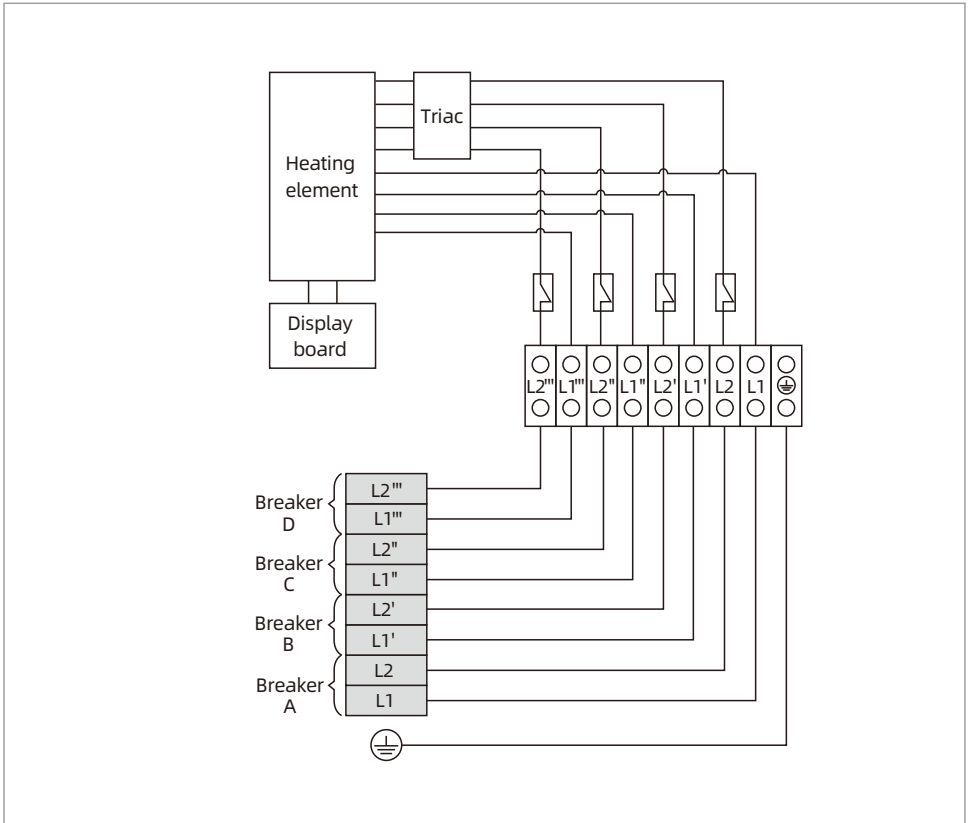 Triac
Heating
element
Display
board
L2''' L1''' L2" L1" L2' L1' L2 L1
Breaker
D
L2'''
L1'''
Breaker
C
L2"
L1"
Breaker
B
L2'
L1'
Breaker
A
L2
L1